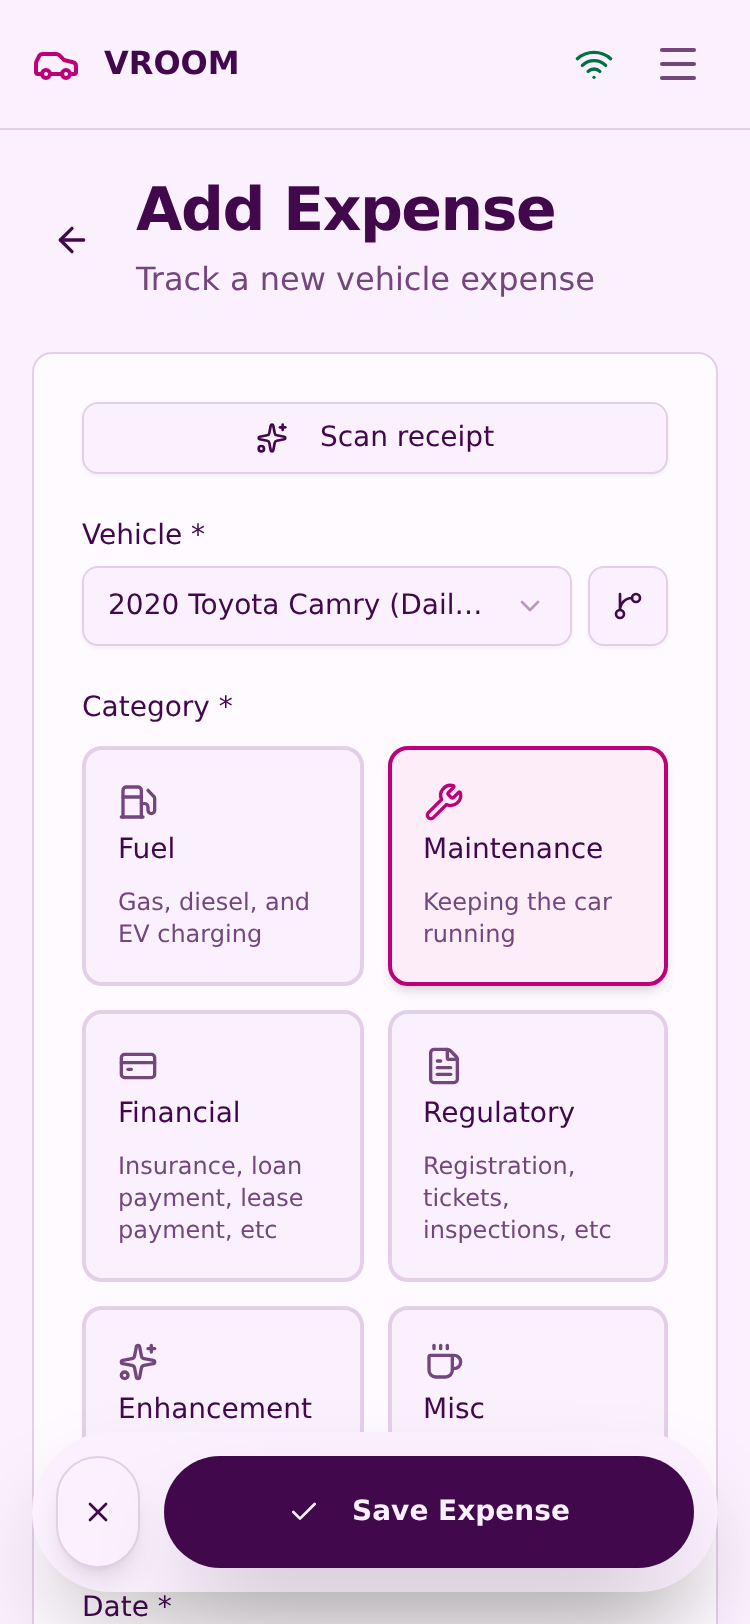 VROOM
Add Expense
Track a new vehicle expense
Scan receipt
Vehicle *
2020 Toyota Camry (Dail...
Category *
Fuel
Gas, diesel, and
EV charging
Maintenance
Keeping the car
running
Financial
Insurance, loan
payment, lease
payment, etc
Regulatory
Registration,
tickets,
inspections, etc
Enhancement
Misc
Save Expense
Date *